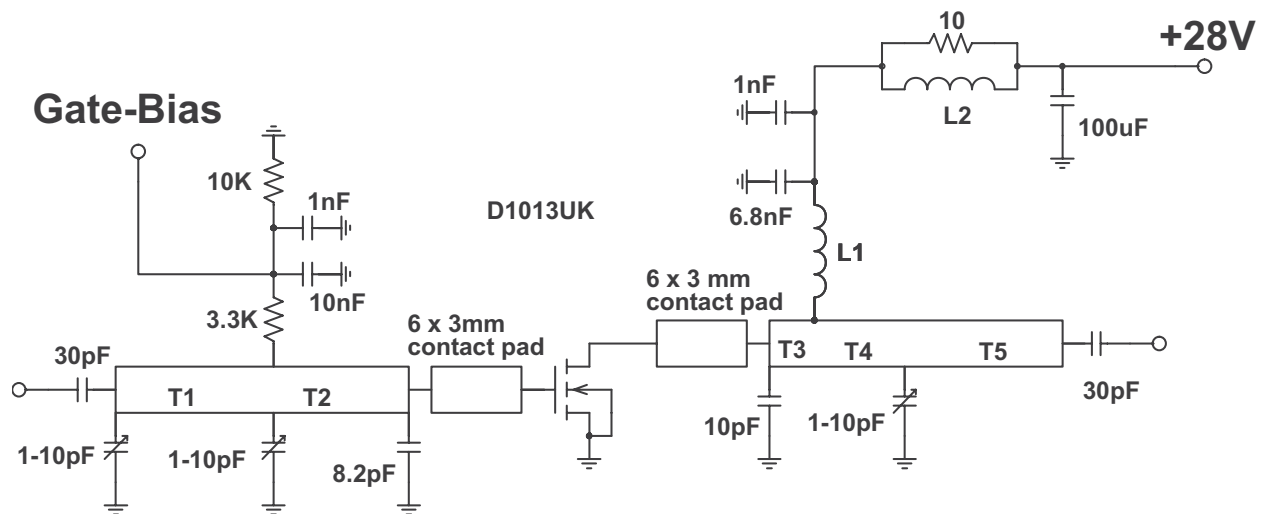 10
+28V
1nF
L2
100uF
Gate-Bias
10K
1nF
D1013UK
6.8nF
L1
10nF
3.3K
6 x 3mm
contact pad
6 x 3 mm
contact pad
30pF
T1
T2
T3
T4
T5
30pF
1-10pF
1-10pF
8.2pF
10pF
1-10pF